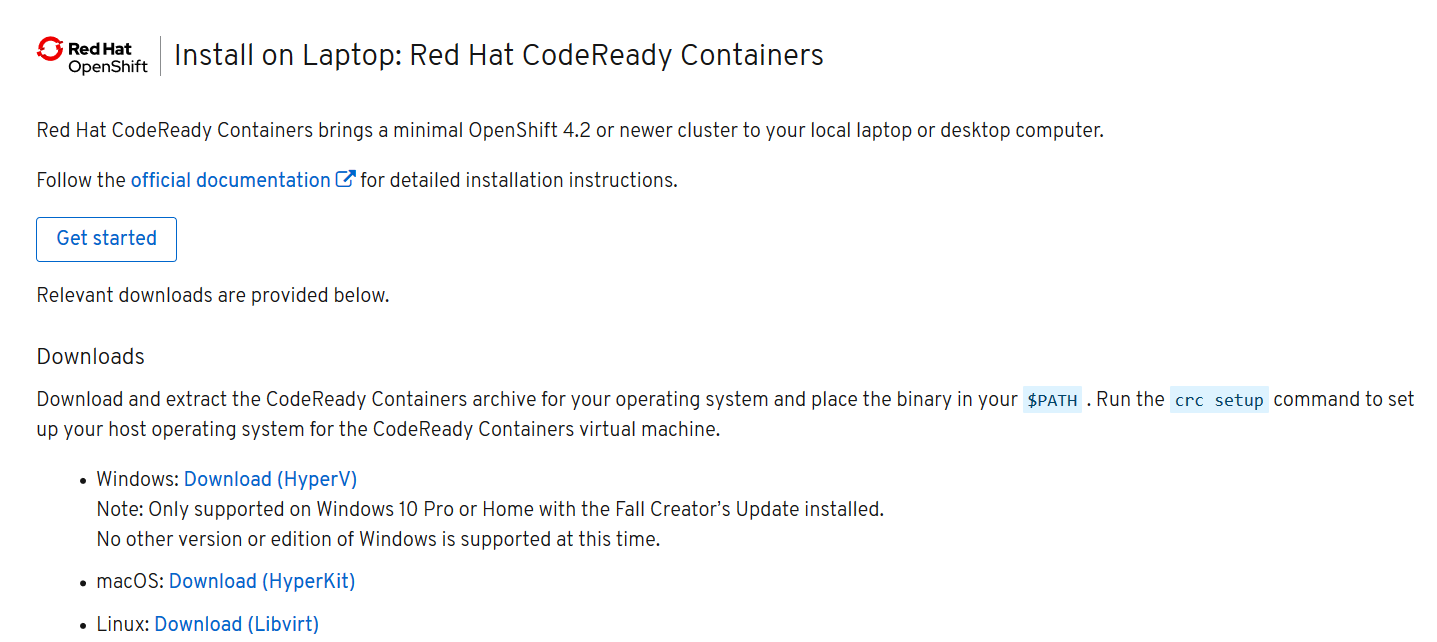 Red Hat
OpenShift
Install on Laptop: Red Hat CodeReady Containers
Red Hat CodeReady Containers brings a minimal OpenShift 4.2 or newer cluster to your local laptop or desktop computer.
Follow the official documentation for detailed installation instructions.
Get started
Relevant downloads are provided below.
Downloads
Download and extract the CodeReady Containers archive for your operating system and place the binary in your $PATH . Run the crc setup command to set
up your host operating system for the CodeReady Containers virtual machine.
• Windows: Download (HyperV)
Note: Only supported on Windows 10 Pro or Home with the Fall Creator’s Update installed.
No other version or edition of Windows is supported at this time.
• macOS: Download (HyperKit)
• Linux: Download (Libvirt)